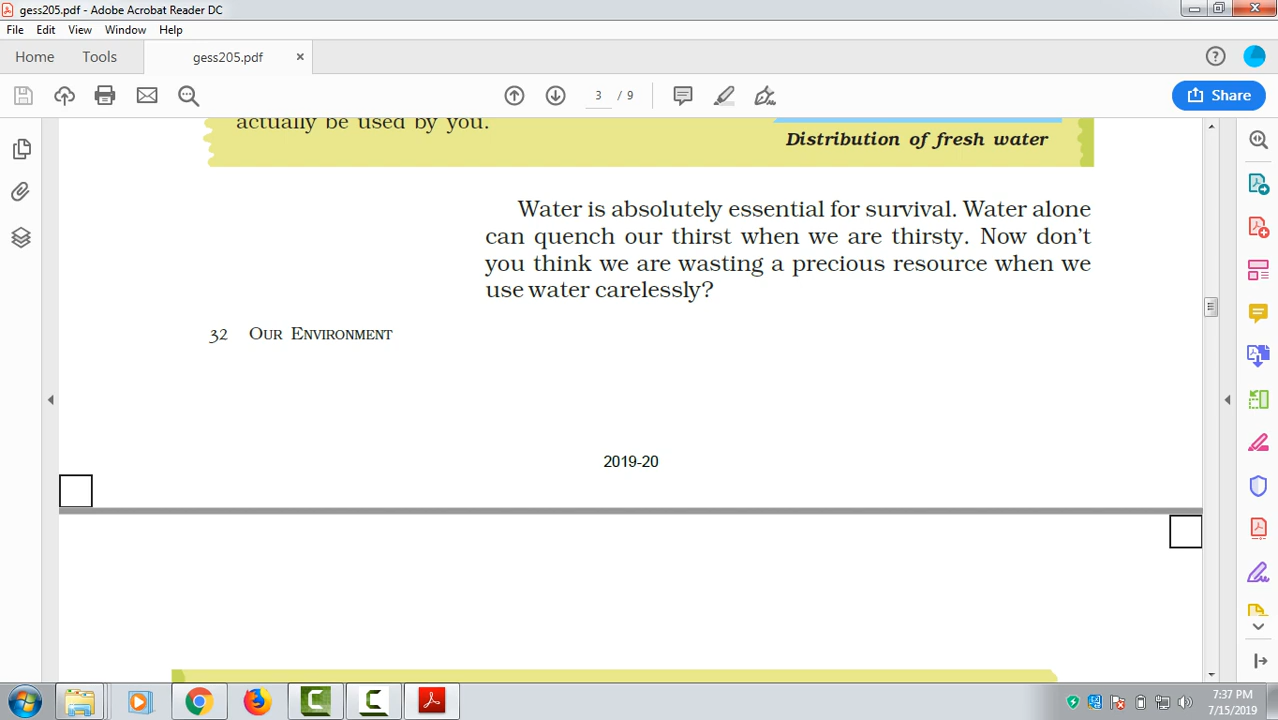 gess205.pdf - Adobe Acrobat Reader DC
File Edit View Window Help
Home Tools gess205.pdf
3 / 9
Share
actually be used by you.
Distribution of fresh water
Water is absolutely essential for survival. Water alone
can quench our thirst when we are thirsty. Now don't
you think we are wasting a precious resource when we
use water carelessly?
32 OUR ENVIRONMENT
2019-20
7:37 PM
7/15/2019